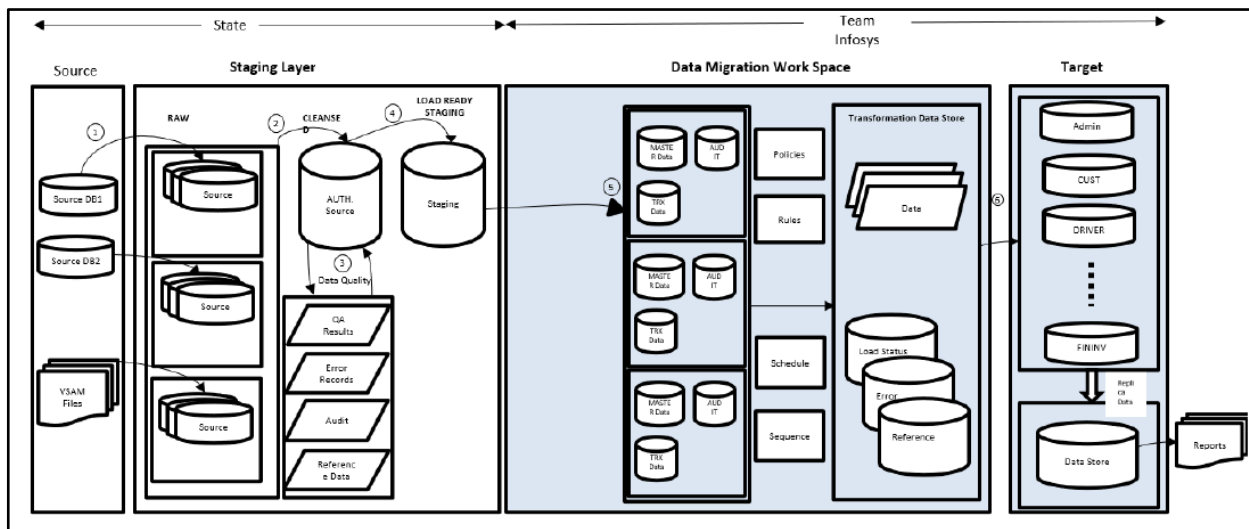 State
Team
Infosys
Source
Staging Layer
Data Migration Work Space
Target
RAW
2
CLEANSE
D
4
LOAD READY
STAGING
1
Source
Source DB1
Source DB2
Source
VSAM
Files
Source
AUTH.
Source
Staging
3
Data Quality
QA
Results
Error
Records
Audit
Referenc
e Data
5
MASTE
R Data
AUD
IT
TRX
Data
MASTE
R Data
AUD
IT
TRX
Data
MASTE
R Data
AUD
IT
TRX
Data
Policies
Rules
Schedule
Sequence
Transformation Data Store
Data
Load Status
Error
Reference
6
Admin
CUST
DRIVER
FININV
Repli
ca
Data
Data Store
Reports